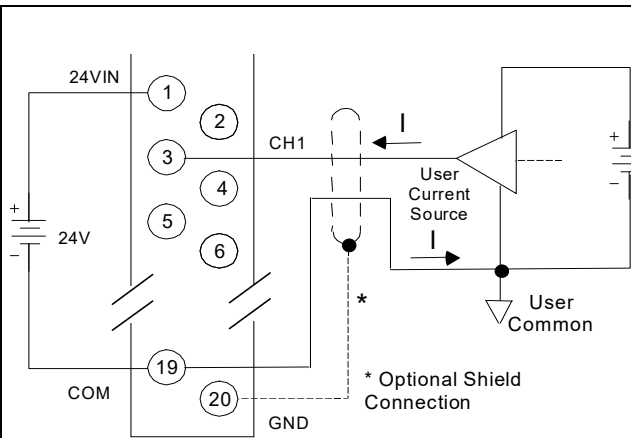 24VIN
1
2
CH1
I
+
3
4
User
Current
Source
-
+
24V
-
5
6
I
*
User
Common
19
COM
20
GND
* Optional Shield
Connection